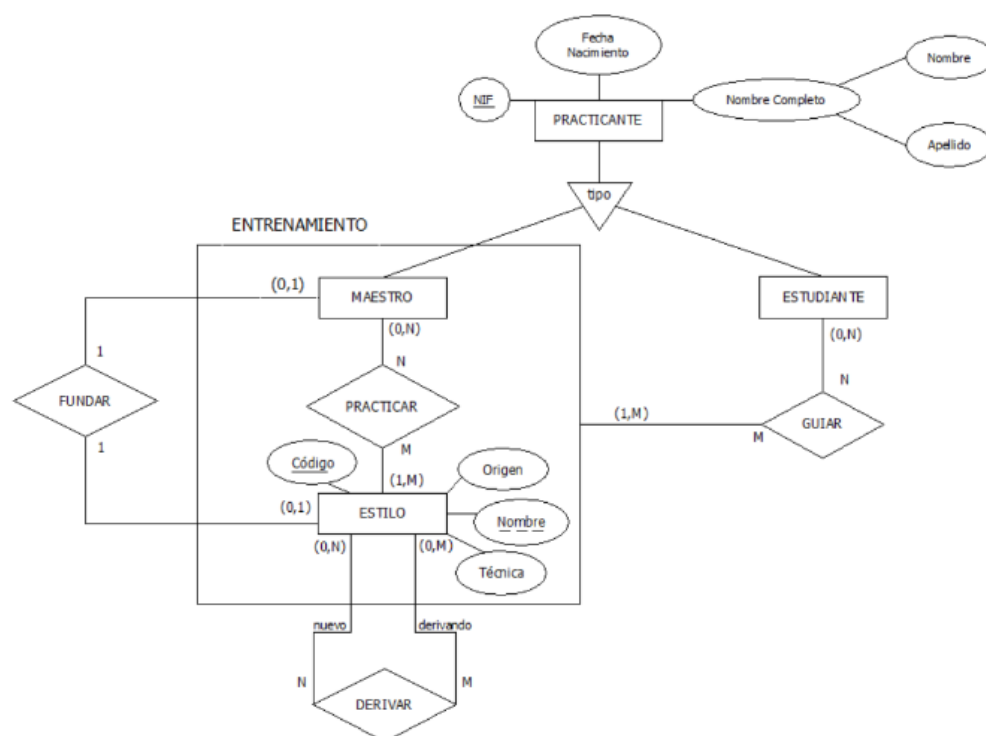 Fecha
Nacimiento
Nombre
NIF
Nombre Completo
PRACTICANTE
Apellido
tipo
ENTRENAMIENTO
(0,1)
MAESTRO
ESTUDIANTE
(0,N)
(0,N)
1
N
N
FUNDAR
PRACTICAR
(1,M)
GUIAR
M
1
M
Código
Origen
(1,M)
(0,1)
ESTILO
Nombre
(0,N)
(0,M)
Técnica
nuevo
derivando
N
M
DERIVAR